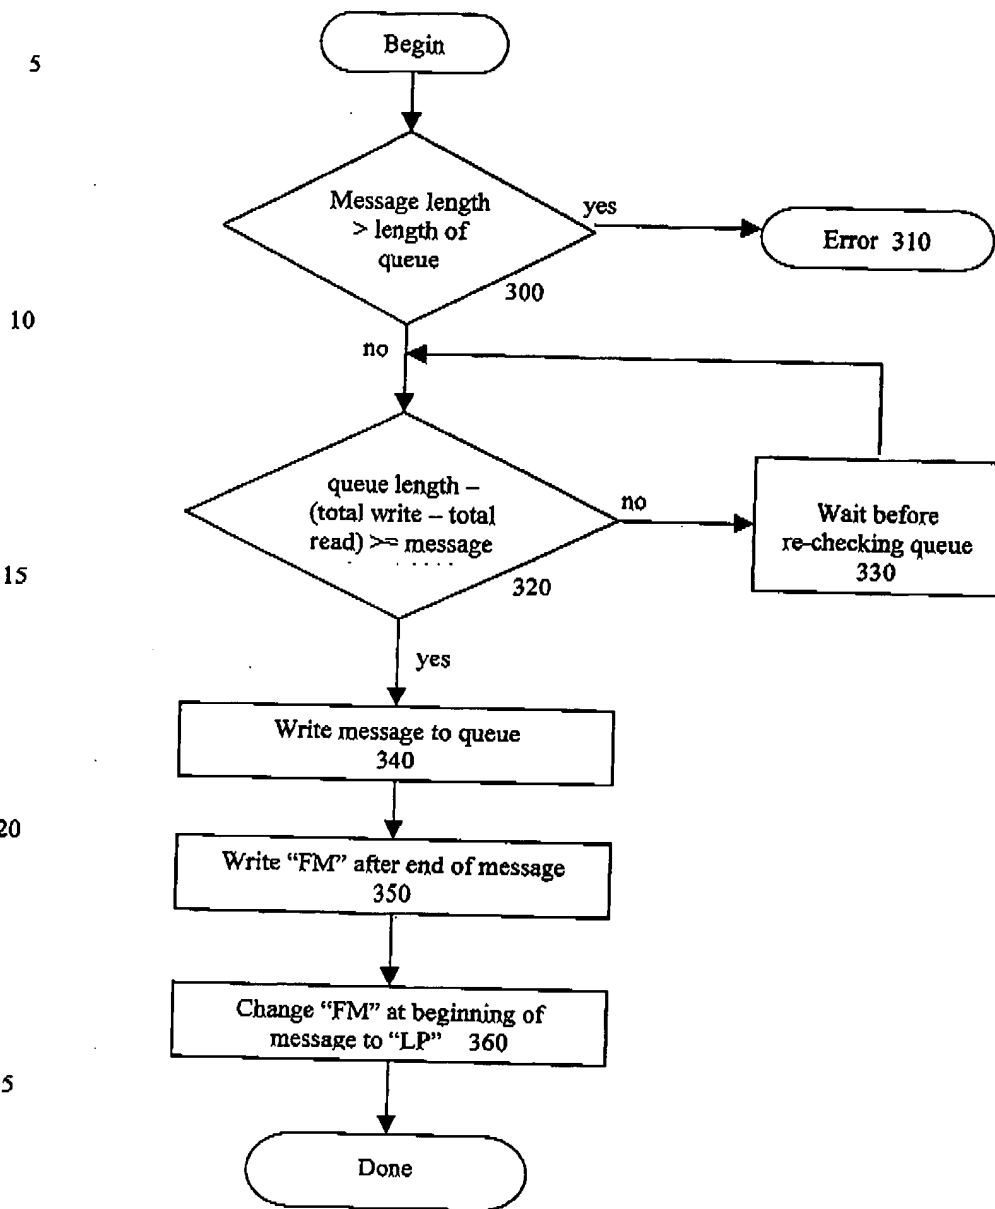 Begin
5
Message length
> length of
queue
300
yes
Error 310
10
no
queue length –
(total write – total
read) >= message
320
no
Wait before
re-checking queue
330
15
yes
Write message to queue
340
20
Write “FM” after end of message
350
Change “FM” at beginning of
message to “LP” 360
5
Done